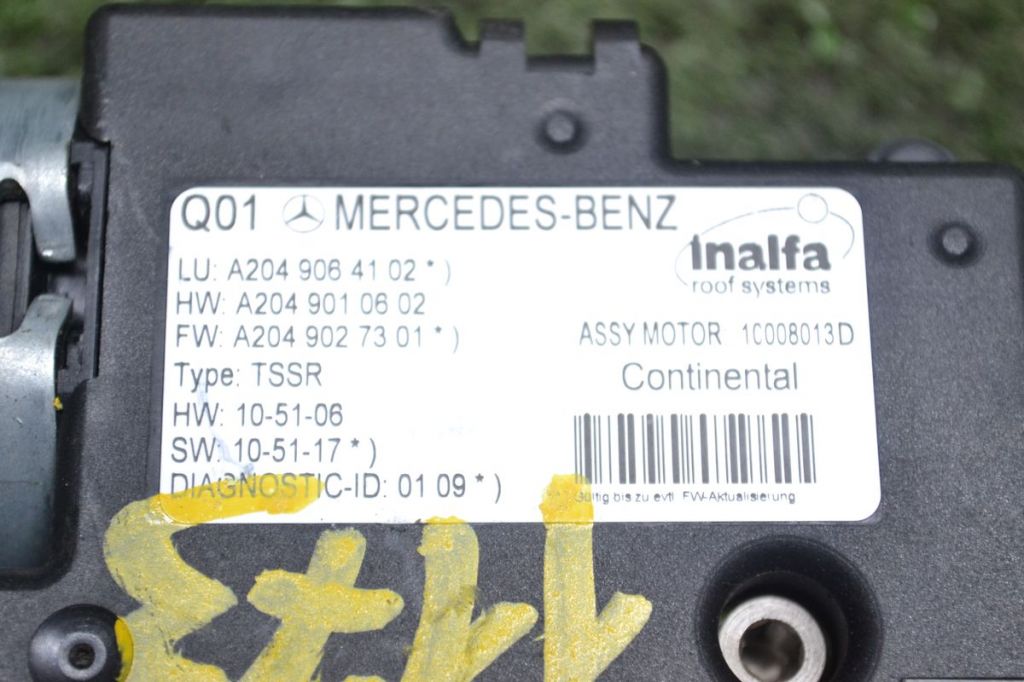 Q01 MERCEDES-BENZ
inalfa
roof systems
LU: A204 906 41 02 *)
HW: A204 901 06 02
FW: A204 902 73 01 *)
ASSY MOTOR 1C008013D
Type: TSSR
Continental
HW: 10-51-06
SW: 10-51-17 *)
DIAGNOSTIC-ID: 01 09 *)
*) Gültig bis zu evtl. FW-Aktualisierung